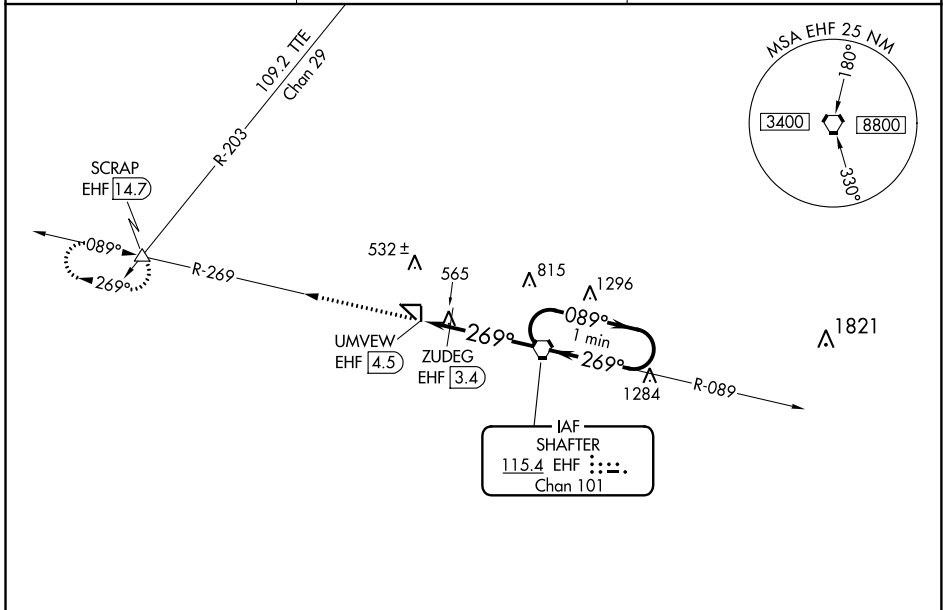 109.2 TTE
Chan 29
R-203
MSA EHF 25 NM
180°
3400
8800
330°
SCRAP
EHF 14.7
089°
269°
R-269
532 ±
565
815
1296
1821
UMVEW
EHF 4.5
ZUDEG
EHF 3.4
269°
089°
1 min
269°
1284
R-089
IAF
SHAFTER
115.4 EHF
Chan 101